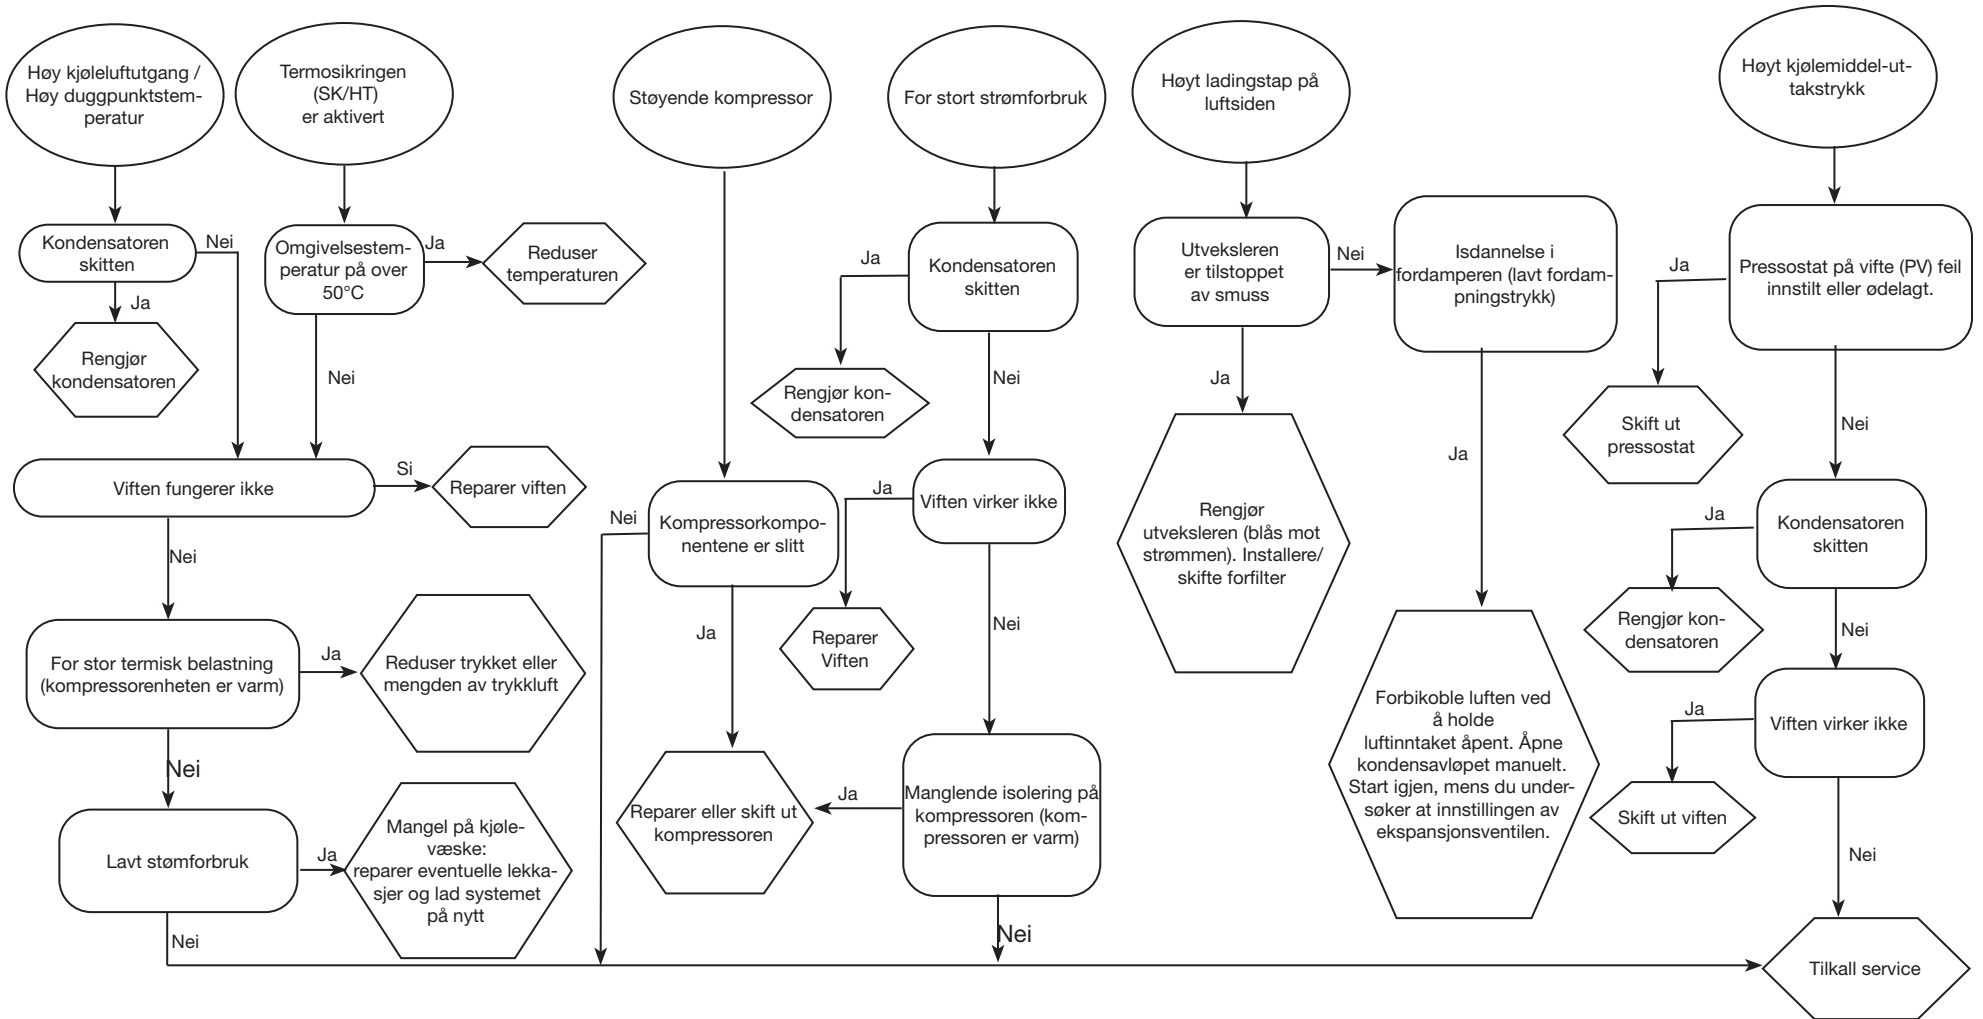 Høy kjøleluftutgang /
Høy duggpunktstem-
peratur
Kondensatoren
skitten
Nei
Ja
Rengjør
kondensatoren
Termosikringen
(SK/HT)
er aktivert
Omgivelsestem-
peratur på over
50°C
Ja
Reduser
temperaturen
Nei
Viften fungerer ikke
Si
Reparer viften
Nei
For stor termisk belastning
(kompressorenheten er varm)
Ja
Reduser trykket eller
mengden av trykkluft
Nei
Lavt stømforbruk
Ja
Mangel på kjøle-
væske:
reparer eventuelle lekka-
sjer og lad systemet
på nytt
Nei
Støyende kompressor
Kompressorkompo-
nentene er slitt
Nei
Ja
Reparer eller skift ut
kompressoren
For stort strømforbruk
Kondensatoren
skitten
Ja
Rengjør kon-
densatoren
Nei
Viften virker ikke
Ja
Reparer
Viften
Nei
Manglende isolering på
kompressoren (kom-
pressoren er varm)
Ja
Nei
Høyt ladingstap på
luftsiden
Utveksleren
er tilstoppet
av smuss
Nei
Ja
Rengjør
utveksleren (blås mot
strømmen). Installere/
skifte forfilter
Isdannelse i
fordamperen (lavt fordam-
pningstrykk)
Ja
Forbikoble luften ved
å holde
luftinntaket åpent. Åpne
kondensavløpet manuelt.
Start igjen, mens du under-
søker at innstillingen av
ekspansjonsventilen.
Høyt kjølemiddel-ut-
takstrykk
Pressostat på vifte (PV) feil
innstilt eller ødelagt.
Ja
Skift ut
pressostat
Nei
Kondensatoren
skitten
Ja
Rengjør kon-
densatoren
Nei
Viften virker ikke
Ja
Skift ut viften
Nei
Tilkall service